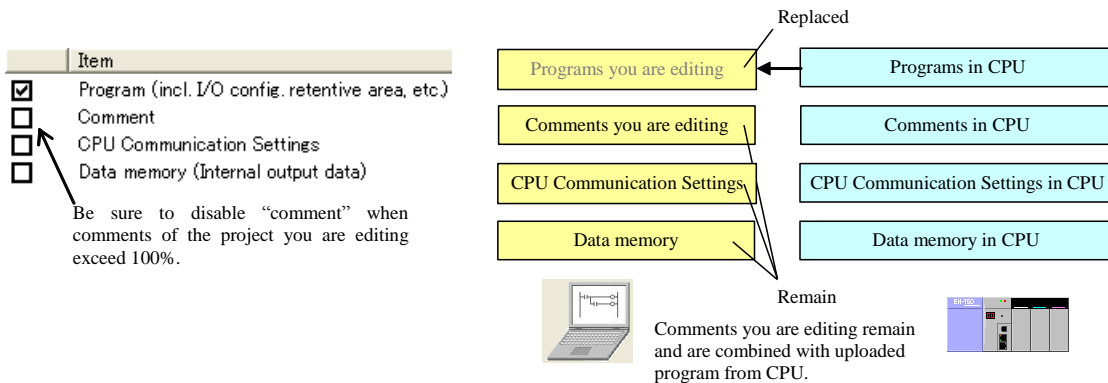 Item
Program (incl. I/O config. retentive area, etc.)
Comment
CPU Communication Settings
Data memory (Internal output data)
Be sure to disable “comment” when
comments of the project you are editing
exceed 100%.
Replaced
Programs you are editing
Programs in CPU
Comments you are editing
Comments in CPU
CPU Communication Settings
CPU Communication Settings in CPU
Data memory
Data memory in CPU
Remain
Comments you are editing remain
and are combined with uploaded
program from CPU.
EH-150